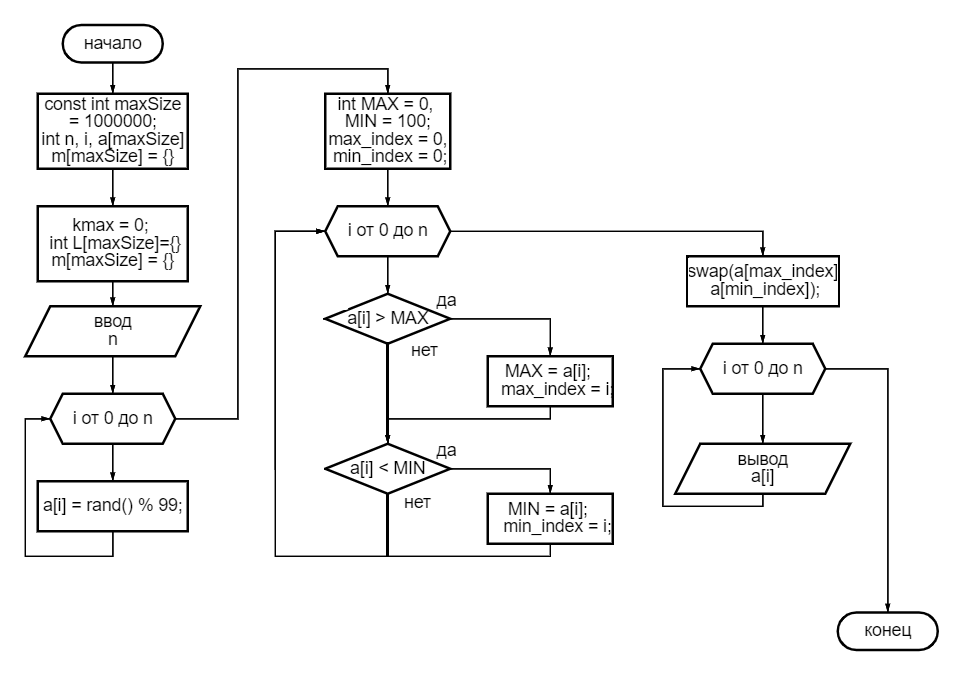 начало
const int maxSize
= 1000000;
int n, i, a[maxSize]
m[maxSize] = {}
kmax = 0;
int L[maxSize]={}
m[maxSize] = {}
ввод
n
i от 0 до n
a[i] = rand() % 99;
int MAX = 0,
MIN = 100;
max_index = 0,
min_index = 0;
i от 0 до n
a[i] > MAX
да
нет
MAX = a[i];
max_index = i;
a[i] < MIN
да
нет
MIN = a[i];
min_index = i;
swap(a[max_index]
a[min_index]);
i от 0 до n
вывод
a[i]
конец